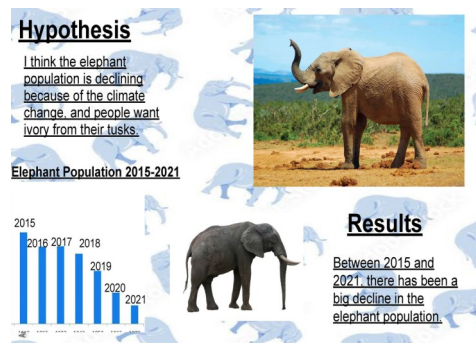 Hypothesis
I think the elephant
population is declining
because of the climate
change, and people want
ivory from their tusks.
Elephant Population 2015-2021
2015
2016 2017
2018
2019
2020
2021
Results
Between 2015 and
2021, there has been a
big decline in the
elephant population.